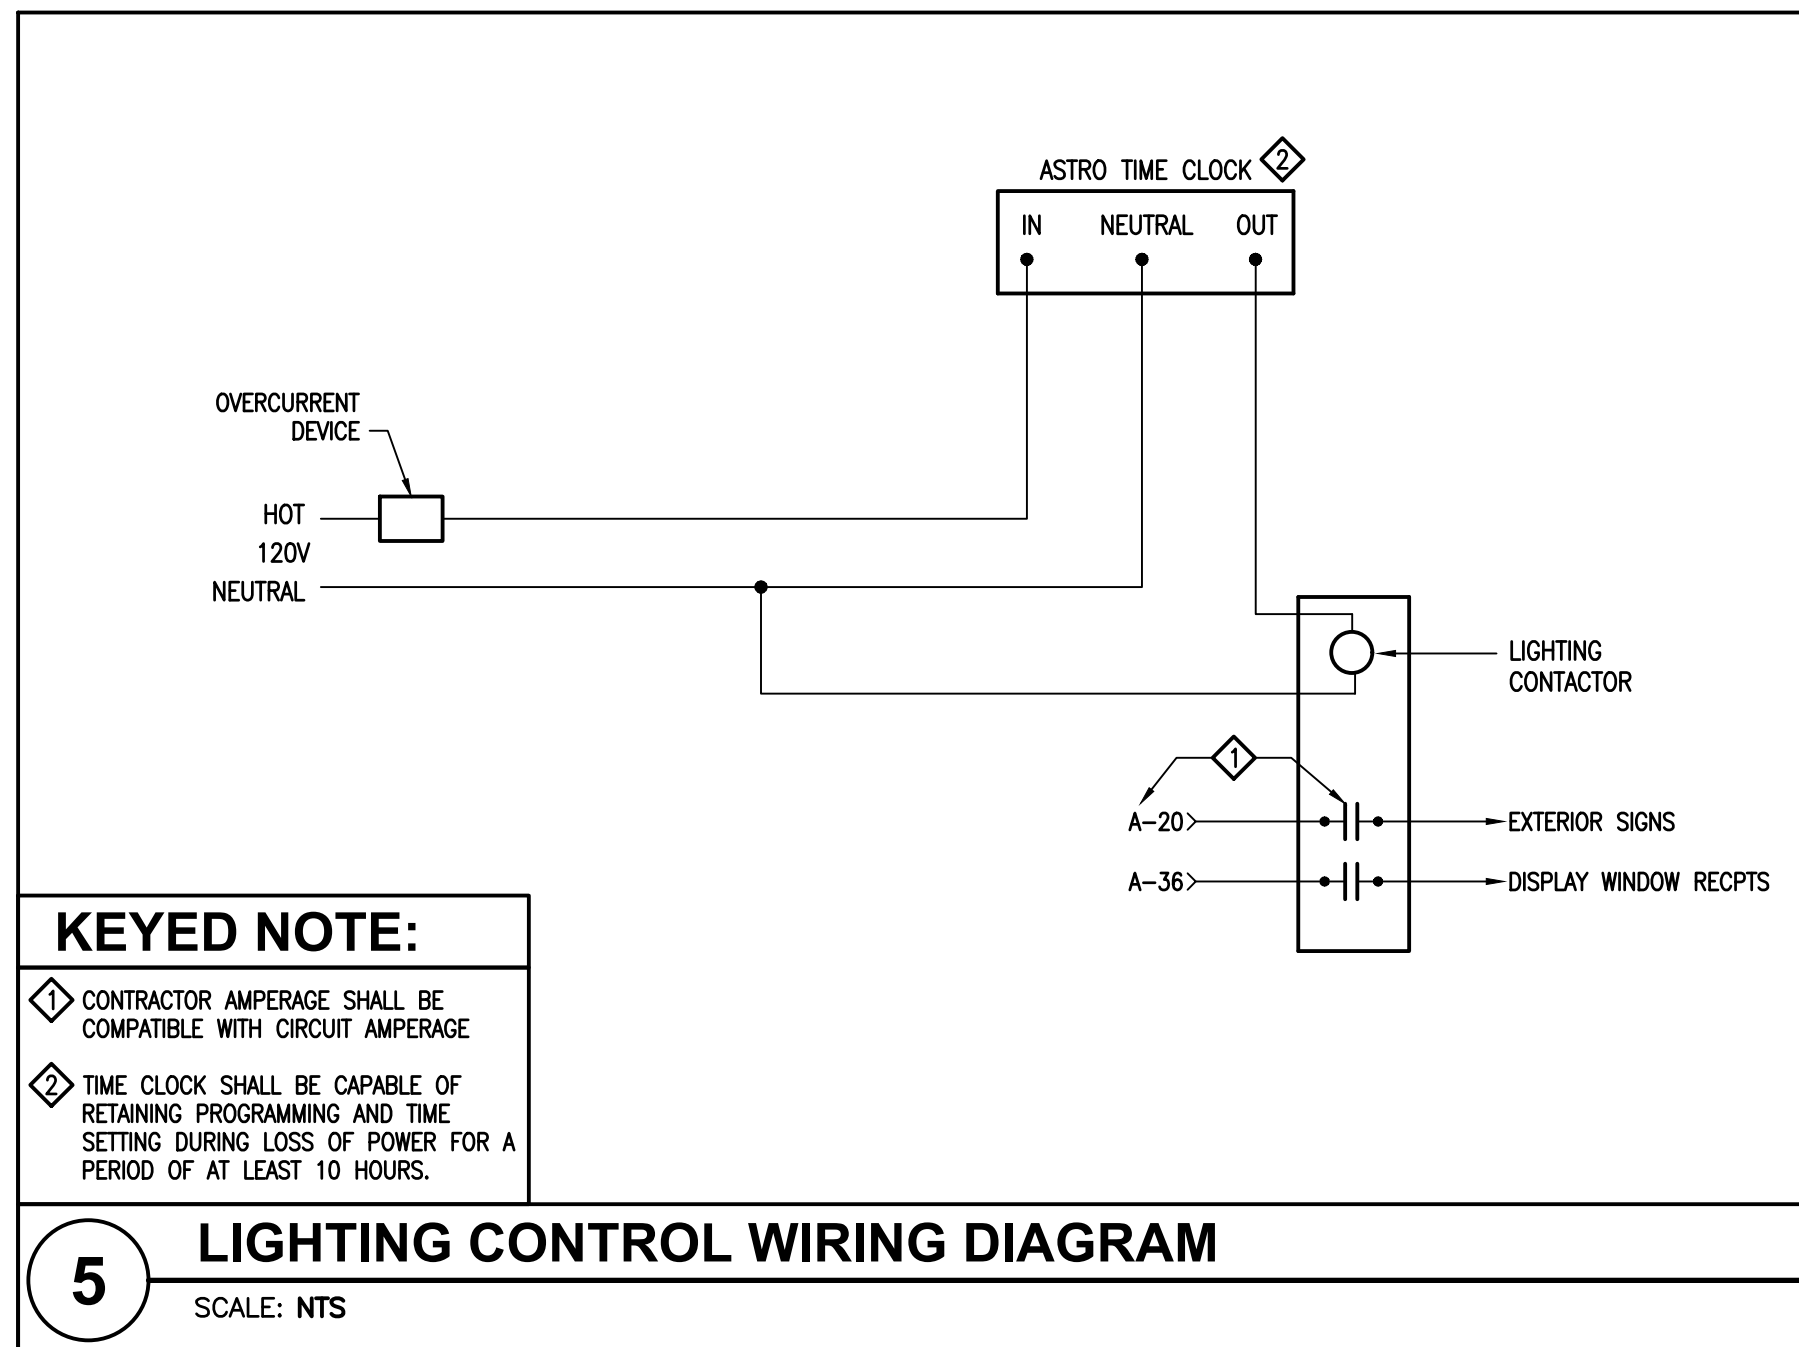 ASTRO TIME CLOCK 2
IN NEUTRAL OUT
OVERCURRENT
DEVICE
HOT
120V
NEUTRAL
LIGHTING
CONTACTOR
1
A-20 EXTERIOR SIGNS
A-36 DISPLAY WINDOW RECPTS
KEYED NOTE:
1 CONTRACTOR AMPERAGE SHALL BE
COMPATIBLE WITH CIRCUIT AMPERAGE
2 TIME CLOCK SHALL BE CAPABLE OF
RETAINING PROGRAMMING AND TIME
SETTING DURING LOSS OF POWER FOR A
PERIOD OF AT LEAST 10 HOURS.
5 LIGHTING CONTROL WIRING DIAGRAM
SCALE: NTS